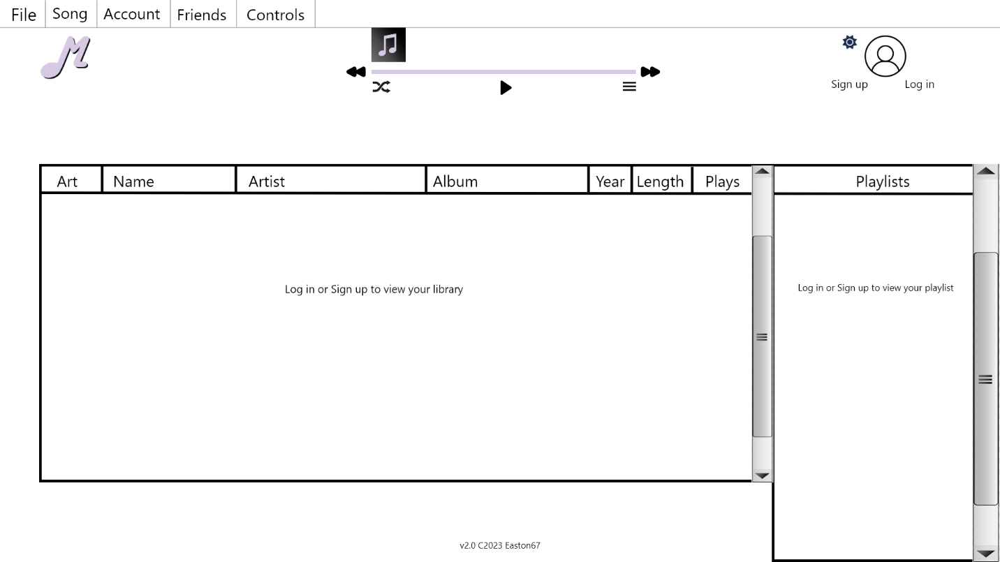 File Song Account Friends Controls
Sign up Log in
Art Name Artist Album Year Length Plays Playlists
Log in or Sign up to view your library
Log in or Sign up to view your playlist
v2.0 C2023 Easton67